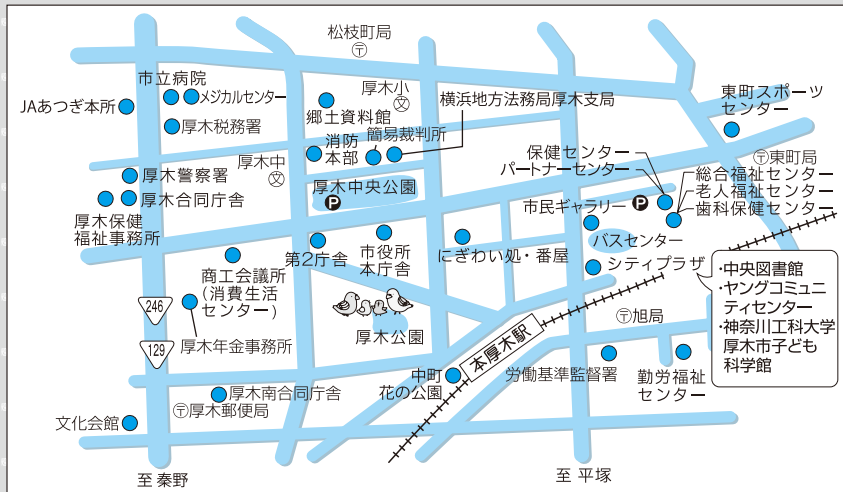 松枝町局
〒
市立病院
メジカルセンター
JAあつぎ本所
厚木税務署
厚木小
文
郷土資料館
横浜地方法務局厚木支局
東町スポーツ
センター
消防
本部
簡易裁判所
厚木中
文
厚木警察署
厚木合同庁舎
厚木保健
福祉事務所
厚木中央公園
P
保健センター
パートナーセンター
〒東町局
総合福祉センター
老人福祉センター
歯科保健センター
P
市民ギャラリー
バスセンター
第2庁舎
市役所
本庁舎
にぎわい処・番屋
商工会議所
(消費生活
センター)
シティプラザ
・中央図書館
・ヤングコミュニ
ティセンター
・神奈川工科大学
厚木市子ども
科学館
246
129
厚木年金事務所
厚木公園
本厚木駅
〒旭局
中町
花の公園
労働基準監督署
勤労福祉
センター
厚木南合同庁舎
〒厚木郵便局
文化会館
至 秦野
至 平塚